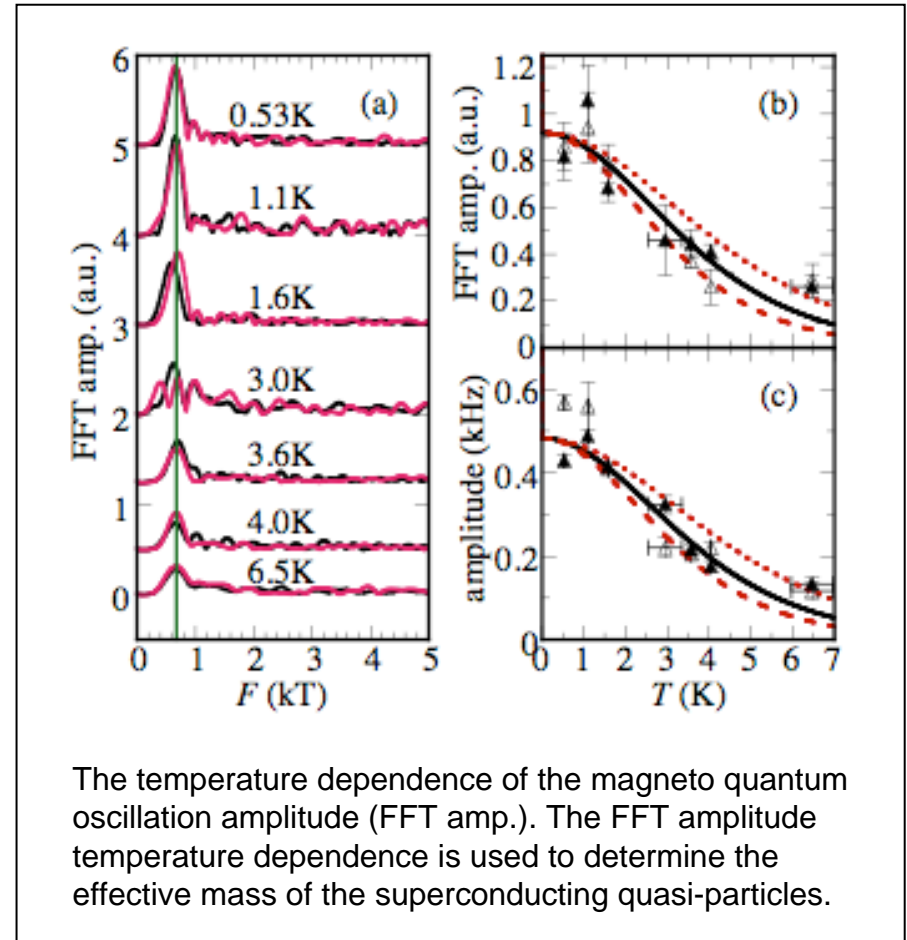 FFT amp. (a.u.)
6
5
4
3
2
1
0
(a)
0.53K
1.1K
1.6K
3.0K
3.6K
4.0K
6.5K
0 1 2 3 4 5
F (kT)
FFT amp. (a.u.)
1.2
1
0.8
0.6
0.4
0.2
0
(b)
amplitude (kHz)
0.6
0.4
0.2
0
(c)
0 1 2 3 4 5 6 7
T (K)
The temperature dependence of the magneto quantum
oscillation amplitude (FFT amp.). The FFT amplitude
temperature dependence is used to determine the
effective mass of the superconducting quasi-particles.